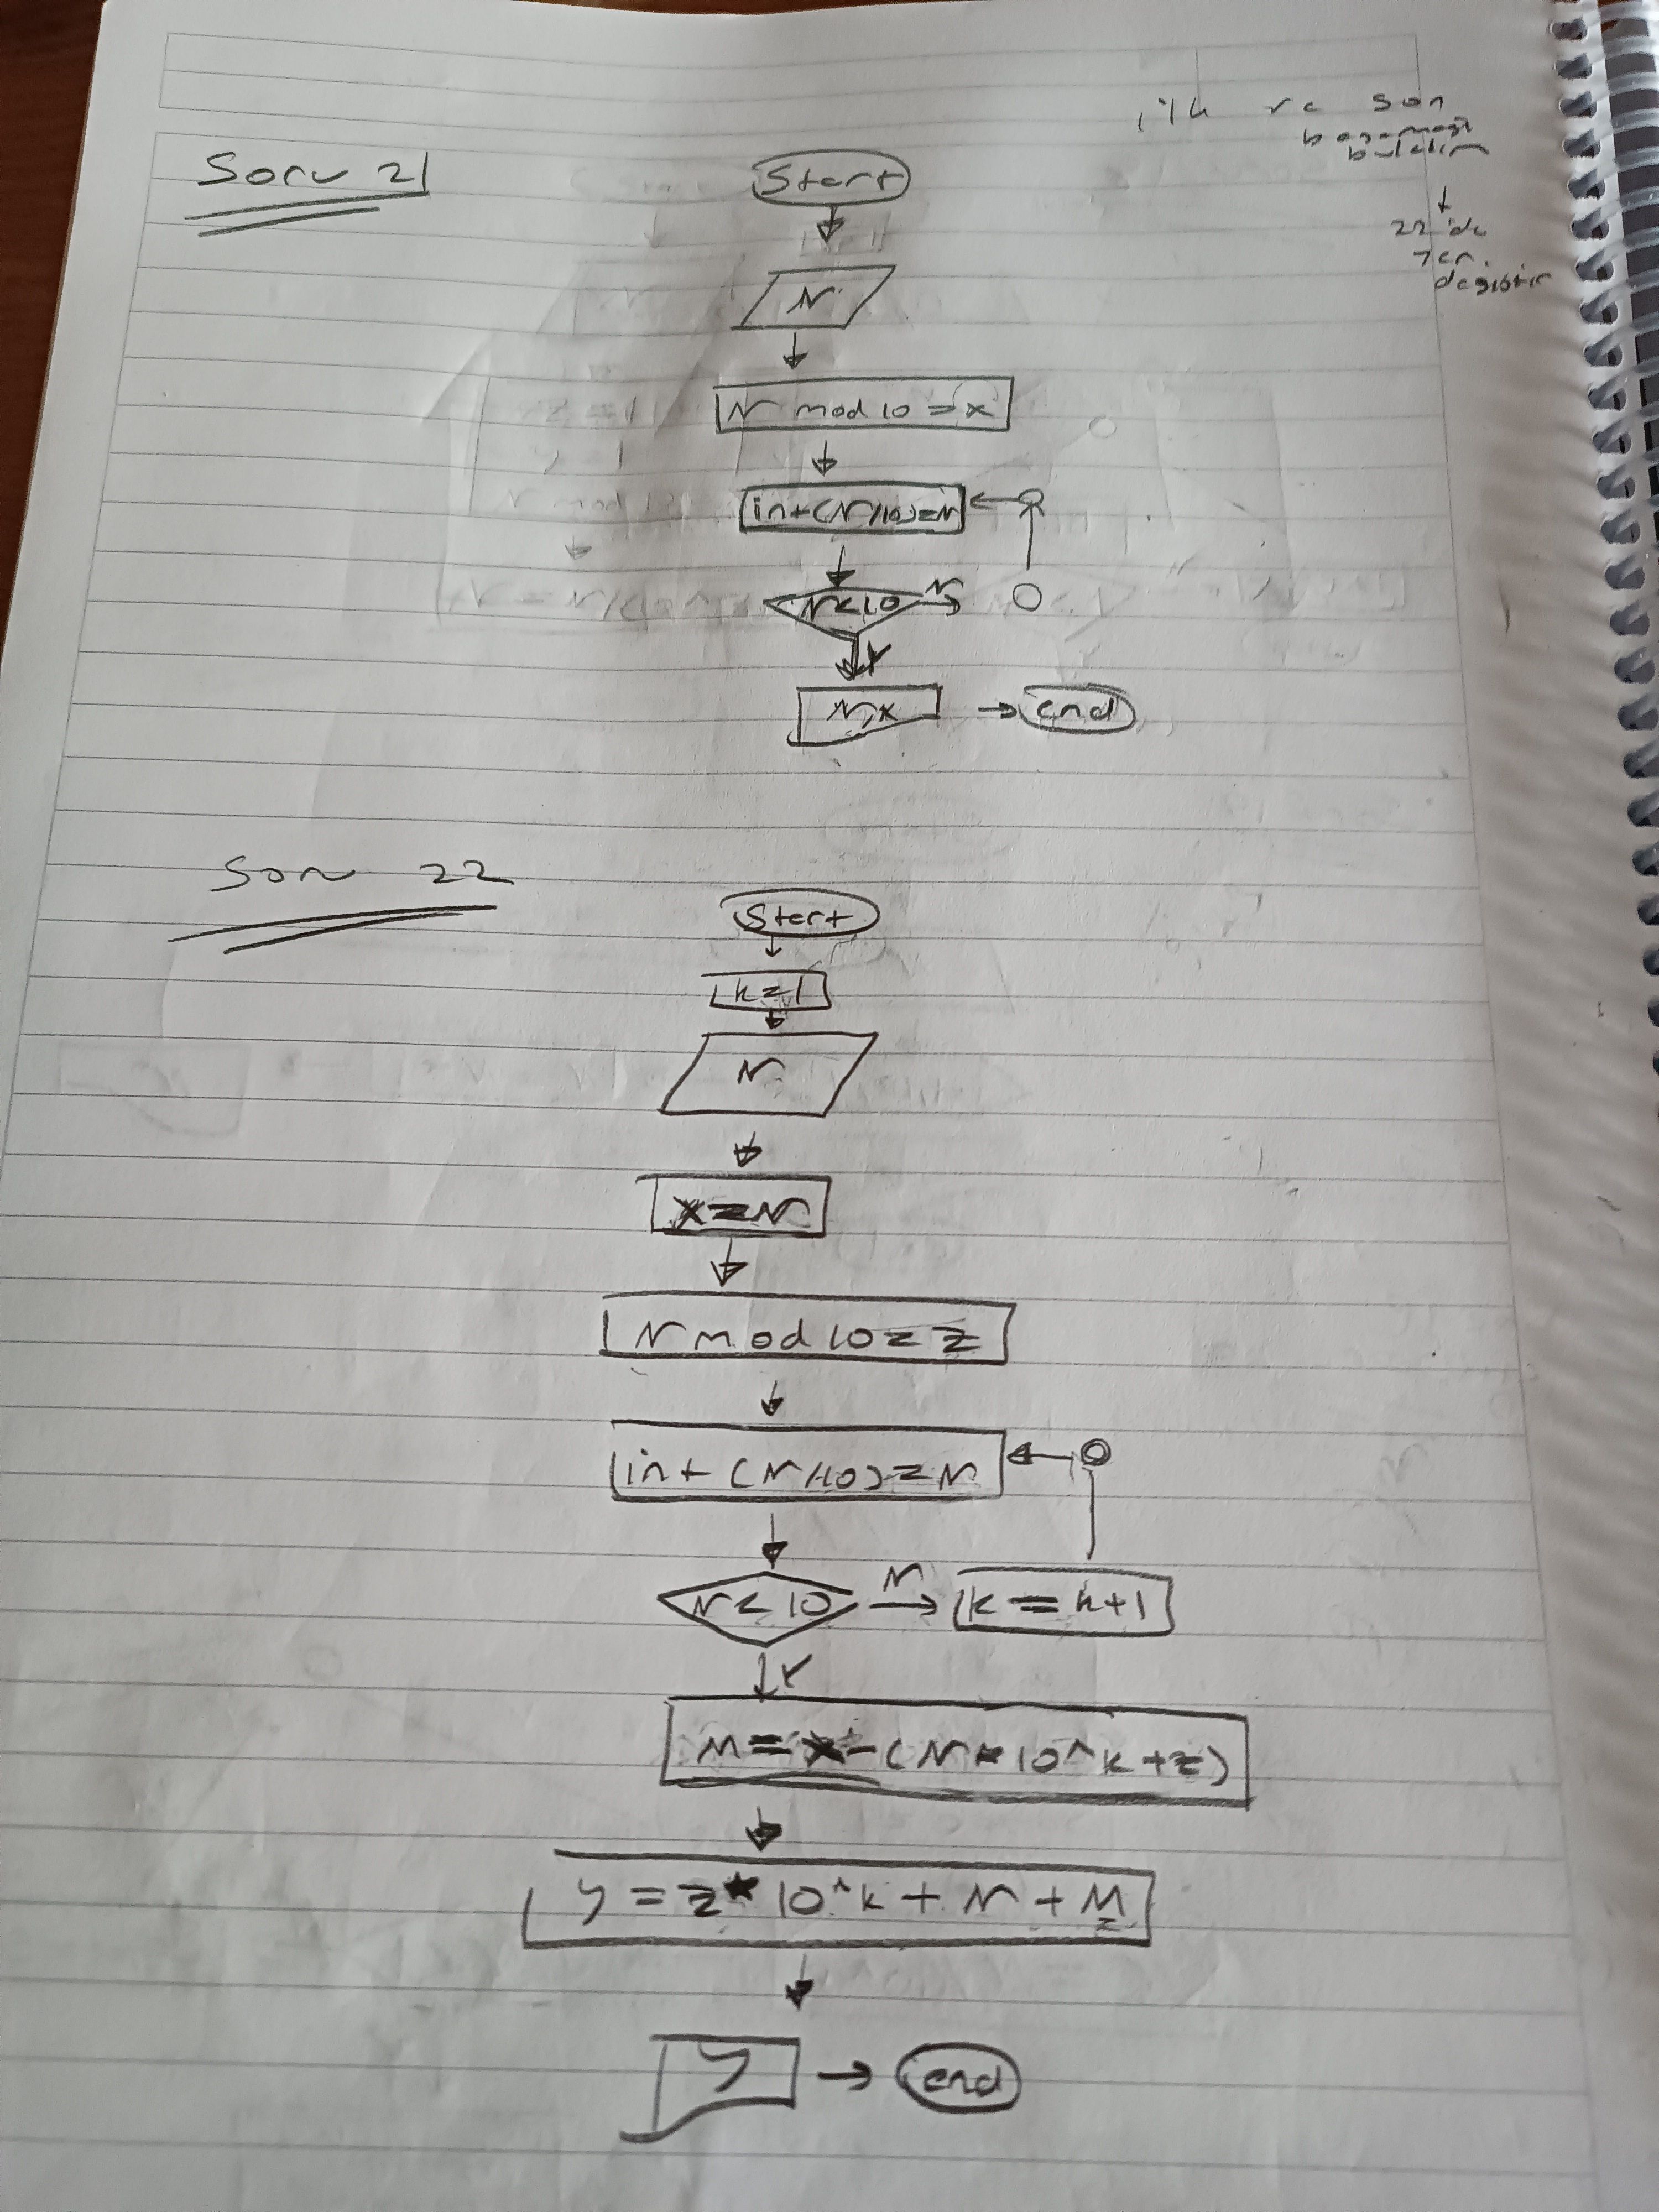 ilk ve son
basamağı
bulalım
Soru 21
Start
22'de
yer.
değiştir
N
N mod 10 = x
int(N/10)=N
N<10 N
Y
N,x end
Soru 22
Start
k=1
N
x=N
N mod 10 = z
int (N/10) = N
N < 10 N k = k+1
Y
M = x - (N * 10^k + z)
y = z * 10^k + N + M
y end